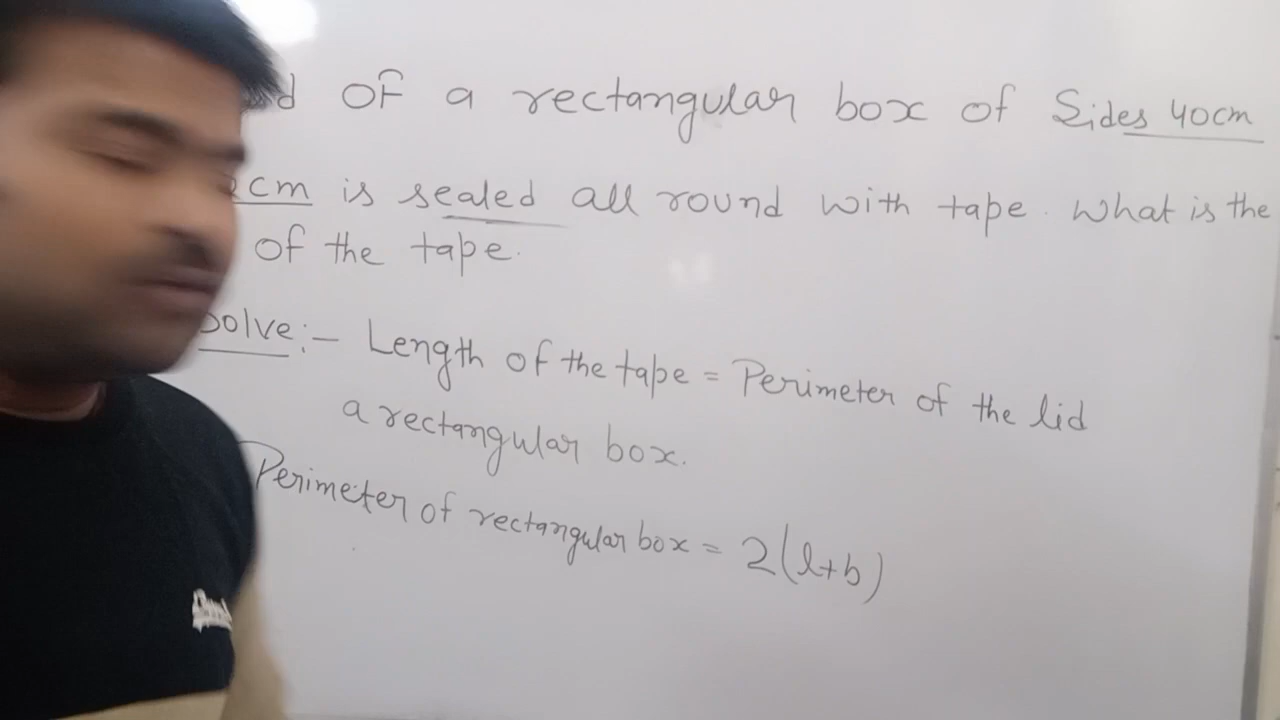 of a rectangular box of Sides 40cm
cm is sealed all round with tape. What is the
of the tape.
Solve:- Length of the tape = Perimeter of the lid
a rectangular box.
Perimeter of rectangular box = 2(l+b)